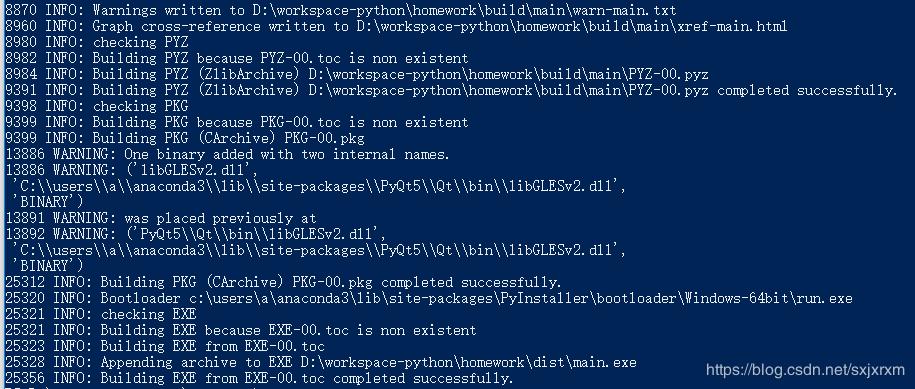 8870 INFO: Warnings written to D:\workspace-python\homework\build\main\warn-main.txt
8960 INFO: Graph cross-reference written to D:\workspace-python\homework\build\main\xref-main.html
8980 INFO: checking PYZ
8982 INFO: Building PYZ because PYZ-00.toc is non existent
8984 INFO: Building PYZ (ZlibArchive) D:\workspace-python\homework\build\main\PYZ-00.pyz
9391 INFO: Building PYZ (ZlibArchive) D:\workspace-python\homework\build\main\PYZ-00.pyz completed successfully.
9398 INFO: checking PKG
9399 INFO: Building PKG because PKG-00.toc is non existent
9399 INFO: Building PKG (CArchive) PKG-00.pkg
13886 WARNING: One binary added with two internal names.
13886 WARNING: ('libGLESv2.dll',
 'C:\\users\\a\\anaconda3\\lib\\site-packages\\PyQt5\\Qt\\bin\\libGLESv2.dll',
 'BINARY')
13891 WARNING: was placed previously at
13892 WARNING: ('PyQt5\\Qt\\bin\\libGLESv2.dll',
 'C:\\users\\a\\anaconda3\\lib\\site-packages\\PyQt5\\Qt\\bin\\libGLESv2.dll',
 'BINARY')
25312 INFO: Building PKG (CArchive) PKG-00.pkg completed successfully.
25320 INFO: Bootloader c:\users\a\anaconda3\lib\site-packages\PyInstaller\bootloader\Windows-64bit\run.exe
25321 INFO: checking EXE
25321 INFO: Building EXE because EXE-00.toc is non existent
25323 INFO: Building EXE from EXE-00.toc
25328 INFO: Appending archive to EXE D:\workspace-python\homework\dist\main.exe
25356 INFO: Building EXE from EXE-00.toc completed successfully.
https://blog.csdn.net/sxjxrxm